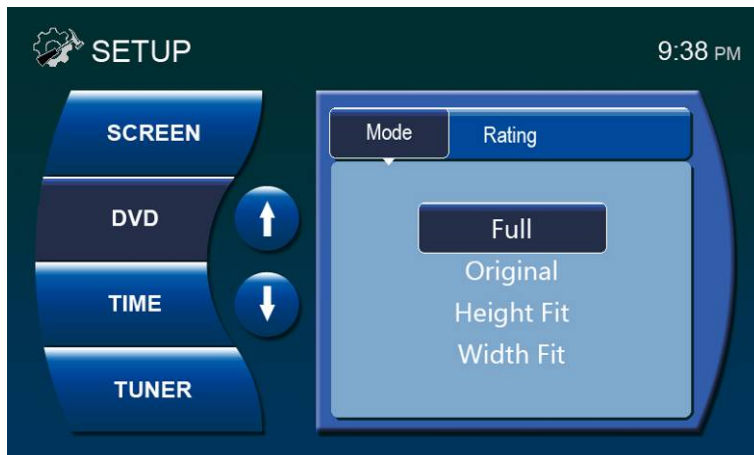 SETUP
9:38 PM
SCREEN
DVD
TIME
TUNER
Mode
Rating
Full
Original
Height Fit
Width Fit